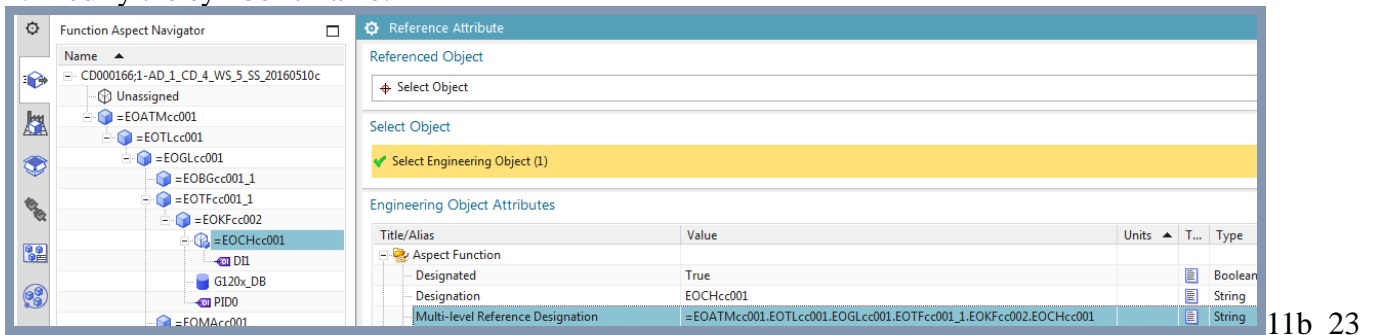 Function Aspect Navigator
Name
CD000166;1-AD_1_CD_4_WS_5_SS_20160510c
Unassigned
=EOATMcc001
=EOTLcc001
=EOGLcc001
=EOBGcc001_1
=EOTFcc001_1
=EOKFcc002
=EOCHcc001
DI1
G120x_DB
PID0
=EOMAcc001
Reference Attribute
Referenced Object
Select Object
Select Object
Select Engineering Object (1)
Engineering Object Attributes
Title/Alias Value Units T... Type
Aspect Function
Designated True Boolean
Designation EOCHcc001 String
Multi-level Reference Designation =EOATMcc001.EOTLcc001.EOGLcc001.EOTFcc001_1.EOKFcc002.EOCHcc001 String
11b_23